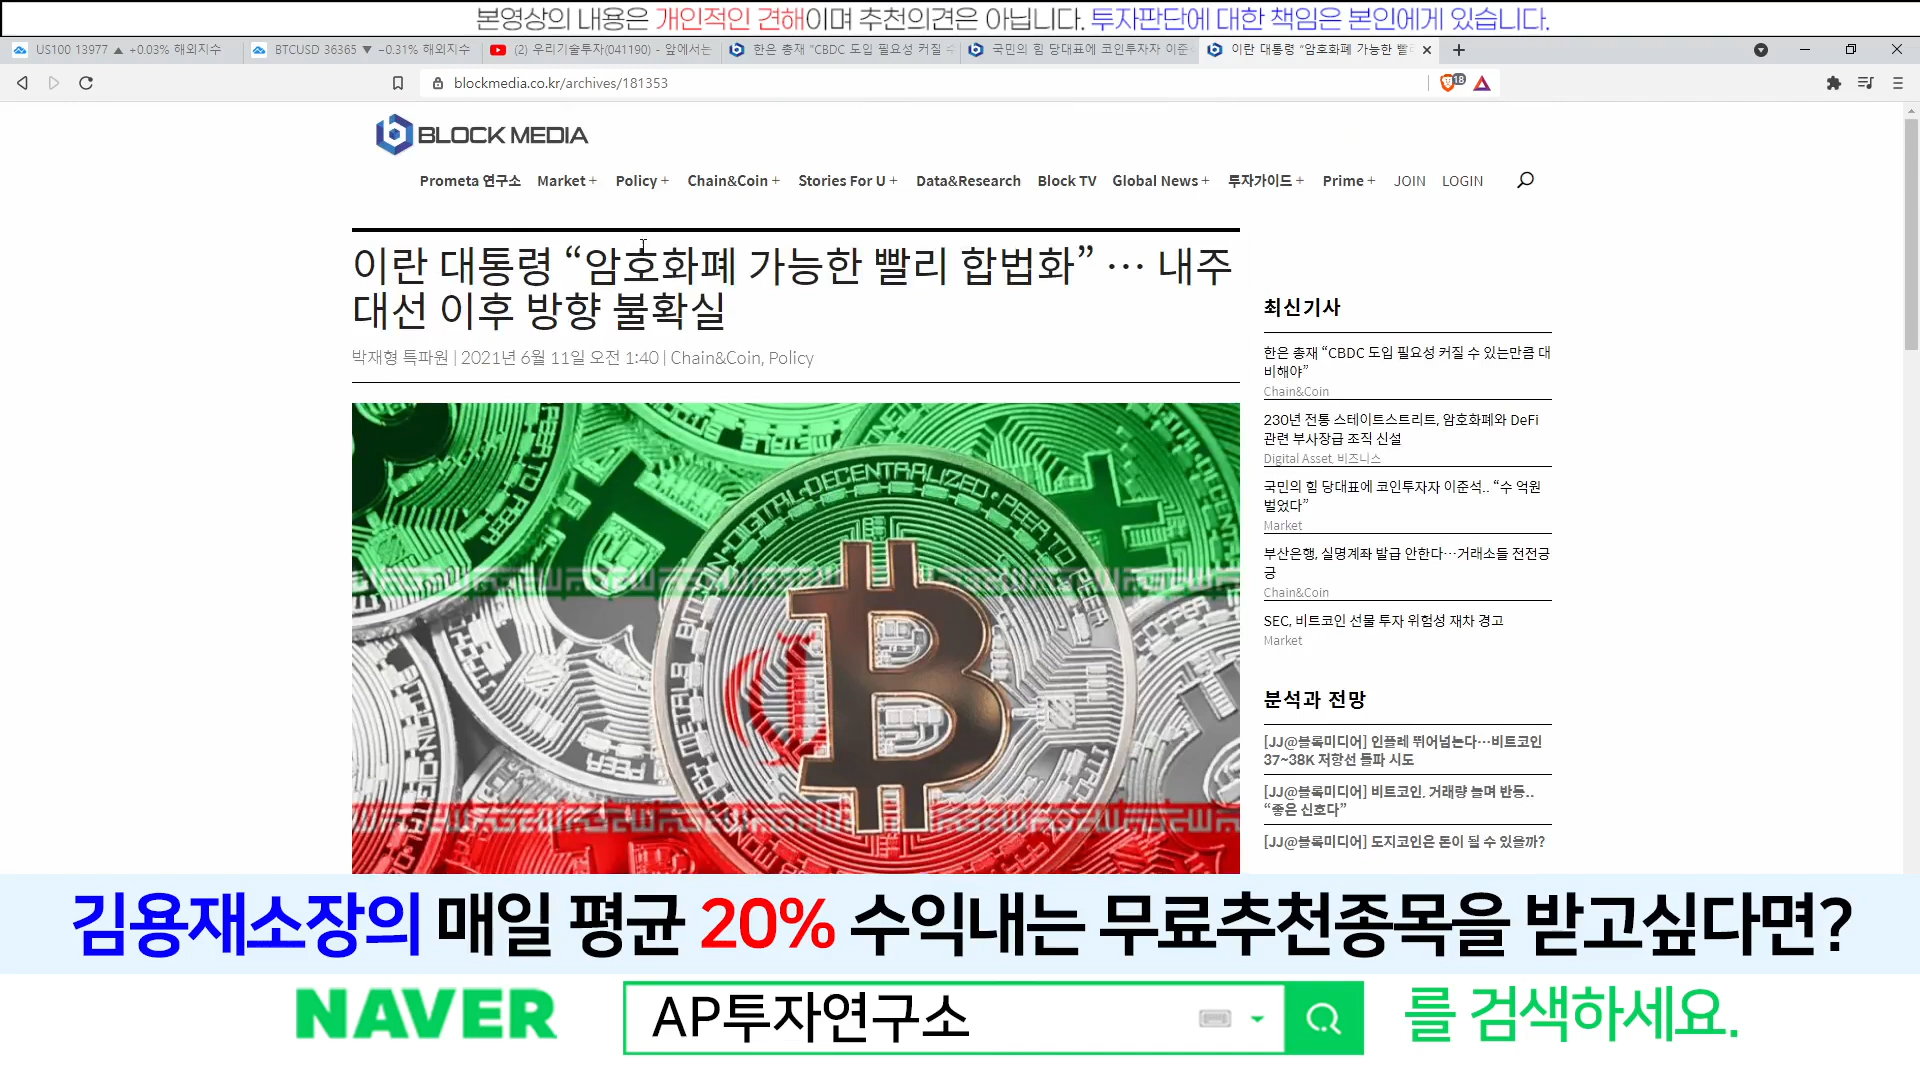 본영상의 내용은 개인적인 견해이며 추천의견은 아닙니다. 투자판단에 대한 책임은 본인에게 있습니다.
US100 13977 ▲ +0.03% 해외지수
BTCUSD 36365 ▼ −0.31% 해외지수
(2) 우리기술투자(041190) - 앞에서는
한은 총재 "CBDC 도입 필요성 커질 수
국민의 힘 당대표에 코인투자자 이준
이란 대통령 "암호화폐 가능한 빨
blockmedia.co.kr/archives/181353
18
BLOCK MEDIA
Prometa 연구소 Market + Policy + Chain&Coin + Stories For U + Data&Research Block TV Global News + 투자가이드 + Prime + JOIN LOGIN
이란 대통령 “암호화폐 가능한 빨리 합법화” … 내주
대선 이후 방향 불확실
박재형 특파원 | 2021년 6월 11일 오전 1:40 | Chain&Coin, Policy
DIGITAL•DECENTRALIZED•PEER TO PEER
최신기사
한은 총재 “CBDC 도입 필요성 커질 수 있는만큼 대
비해야”
Chain&Coin
230년 전통 스테이트스트리트, 암호화폐와 DeFi
관련 부사장급 조직 신설
Digital Asset, 비즈니스
국민의 힘 당대표에 코인투자자 이준석.. “수 억원
벌었다”
Market
부산은행, 실명계좌 발급 안한다…거래소들 전전긍
긍
Chain&Coin
SEC, 비트코인 선물 투자 위험성 재차 경고
Market
분석과 전망
[JJ@블록미디어] 인플레 뛰어넘는다…비트코인
37~38K 저항선 돌파 시도
[JJ@블록미디어] 비트코인, 거래량 늘며 반등..
“좋은 신호다”
[JJ@블록미디어] 도지코인은 돈이 될 수 있을까?
김용재소장의 매일 평균 20% 수익내는 무료추천종목을 받고싶다면?
NAVER AP투자연구소 를 검색하세요.